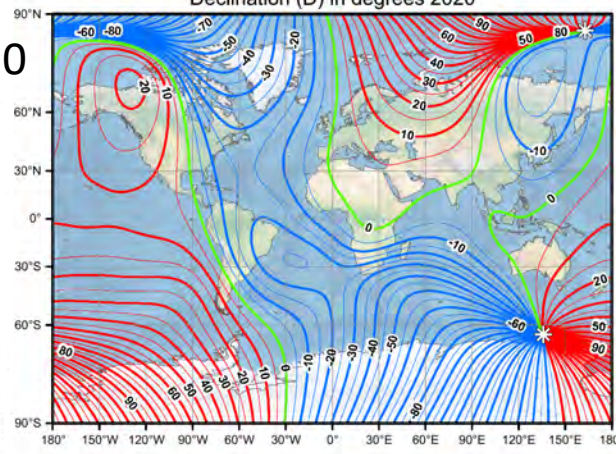 Declination (D) in degrees 2020
90°N
-60 -80 -70 -50 -40 -30 -20 90 60 50 40 30 20 10 50 80
0
20 10
60°N
-10
30°N
0°
0 0
-10
30°S
20
60°S
-60 50 90
80
90 60 50 40 30 20 10 0 -10 -20 -30 -40 -50 -80
90°S
180° 150°W 120°W 90°W 60°W 30°W 0° 30°E 60°E 90°E 120°E 150°E 180